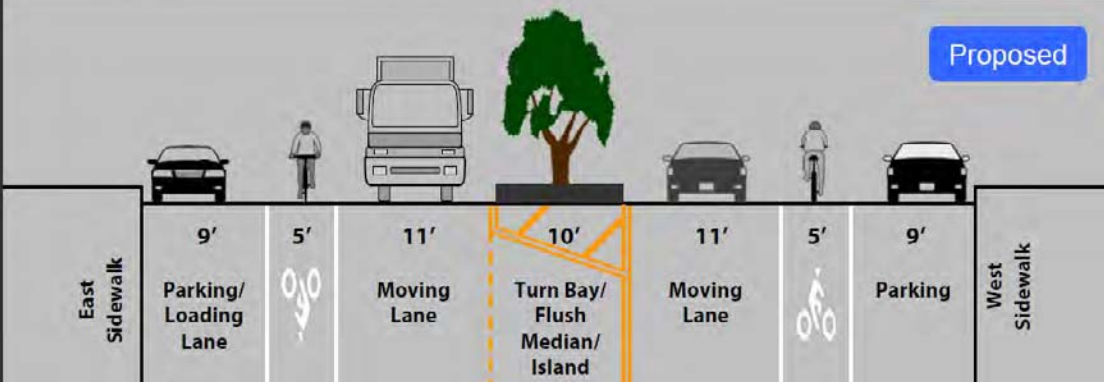 Proposed
9′
5′
11′
10′
11′
5′
9′
East
Sidewalk
Parking/
Loading
Lane
Moving
Lane
Turn Bay/
Flush
Median/
Island
Moving
Lane
Parking
West
Sidewalk